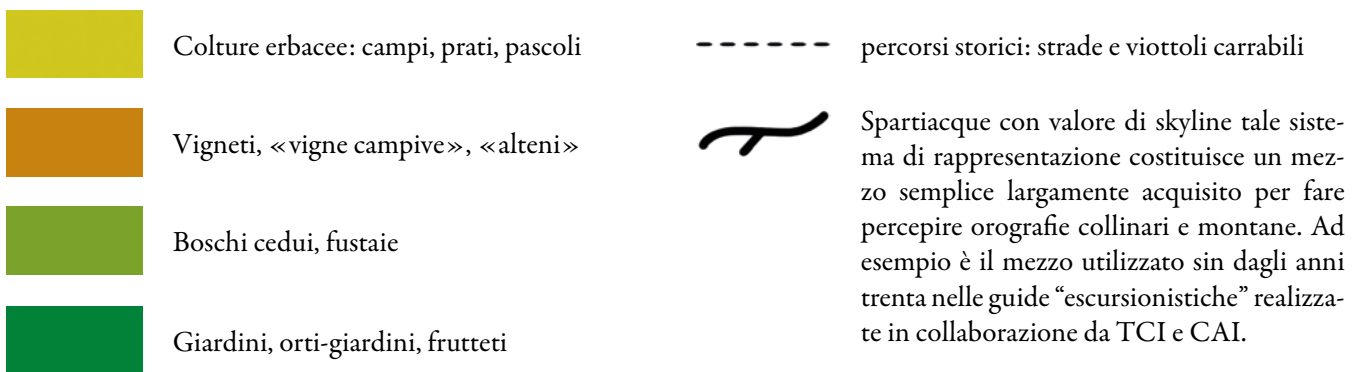 Colture erbacee: campi, prati, pascoli
Vigneti, «vigne campive», «alteni»
Boschi cedui, fustaie
Giardini, orti-giardini, frutteti
percorsi storici: strade e viottoli carrabili
Spartiacque con valore di skyline tale siste-
ma di rappresentazione costituisce un mez-
zo semplice largamente acquisito per fare
percepire orografie collinari e montane. Ad
esempio è il mezzo utilizzato sin dagli anni
trenta nelle guide “escursionistiche” realizza-
te in collaborazione da TCI e CAI.